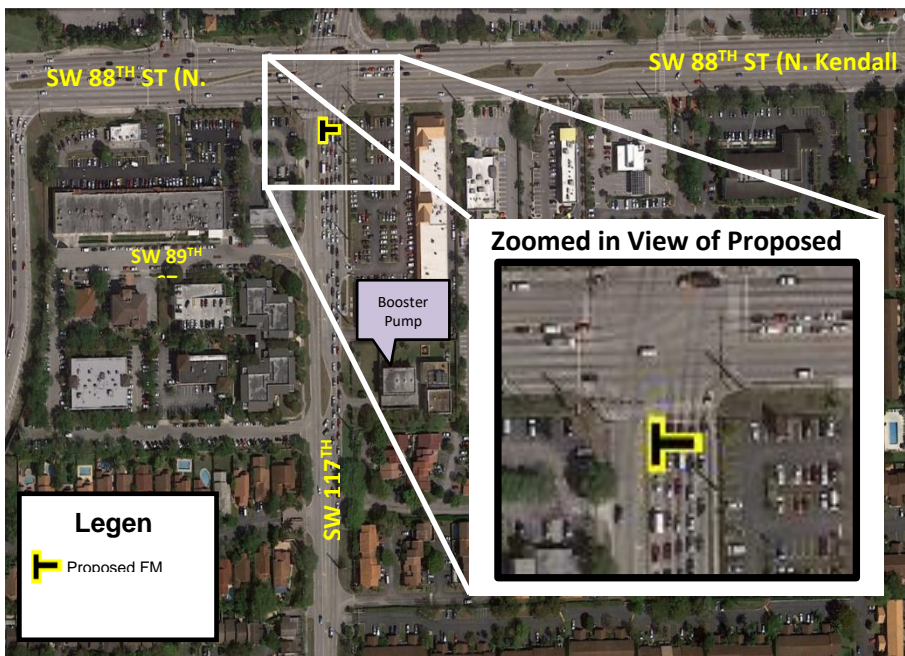 SW 88TH ST (N.
SW 88TH ST (N. Kendall
Zoomed in View of Proposed
SW 89TH
Booster
Pump
SW 117TH
Legen
Proposed FM